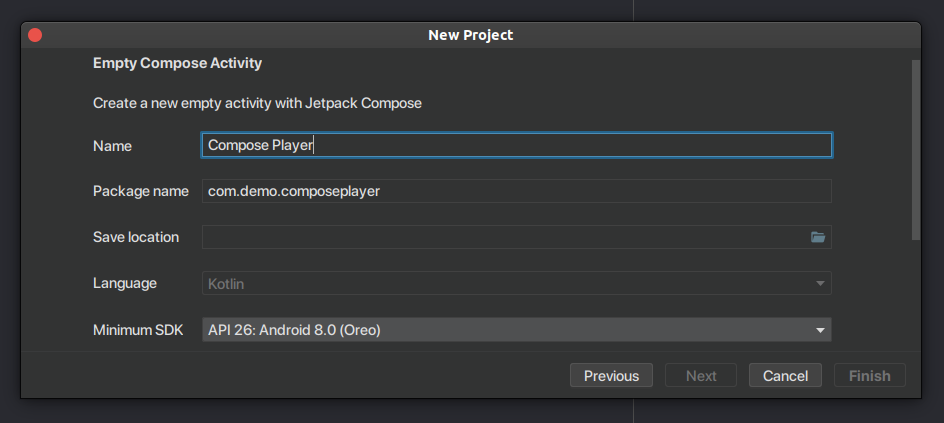 New Project
Empty Compose Activity
Create a new empty activity with Jetpack Compose
Name Compose Player
Package name com.demo.composeplayer
Save location
Language Kotlin
Minimum SDK API 26: Android 8.0 (Oreo)
Previous Next Cancel Finish